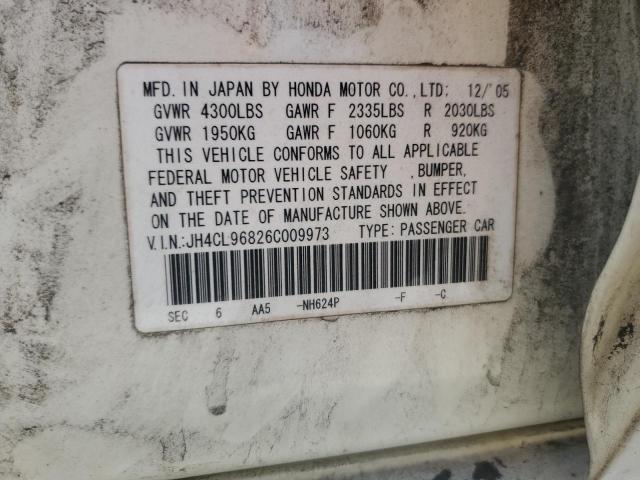 MFD. IN JAPAN BY HONDA MOTOR CO.,LTD: 12/'05
GVWR 4300LBS GAWR F 2335LBS R 2030LBS
GVWR 1950KG GAWR F 1060KG R 920KG
THIS VEHICLE CONFORMS TO ALL APPLICABLE
FEDERAL MOTOR VEHICLE SAFETY ,BUMPER,
AND THEFT PREVENTION STANDARDS IN EFFECT
ON THE DATE OF MANUFACTURE SHOWN ABOVE.
V.I.N.:JH4CL96826C009973 TYPE: PASSENGER CAR
SEC 6 AA5 -NH624P -F -C